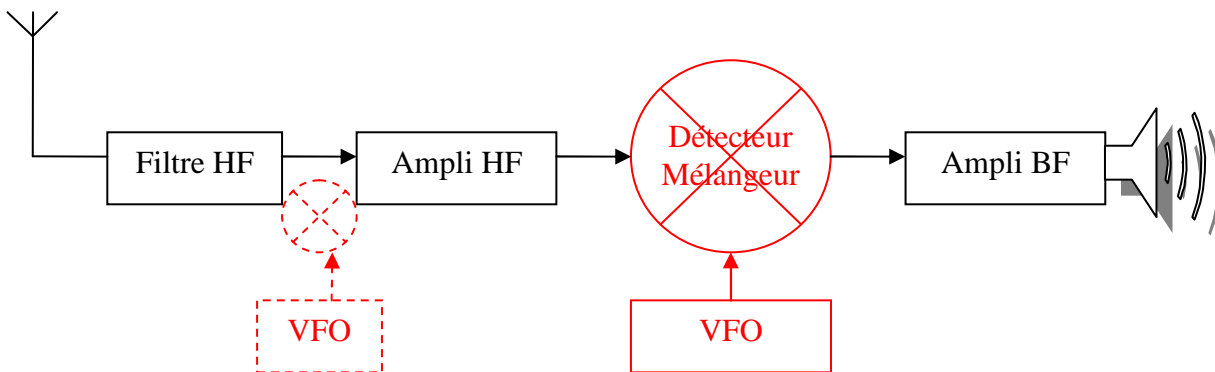 Filtre HF
Ampli HF
Détecteur
Mélangeur
Ampli BF
VFO
VFO